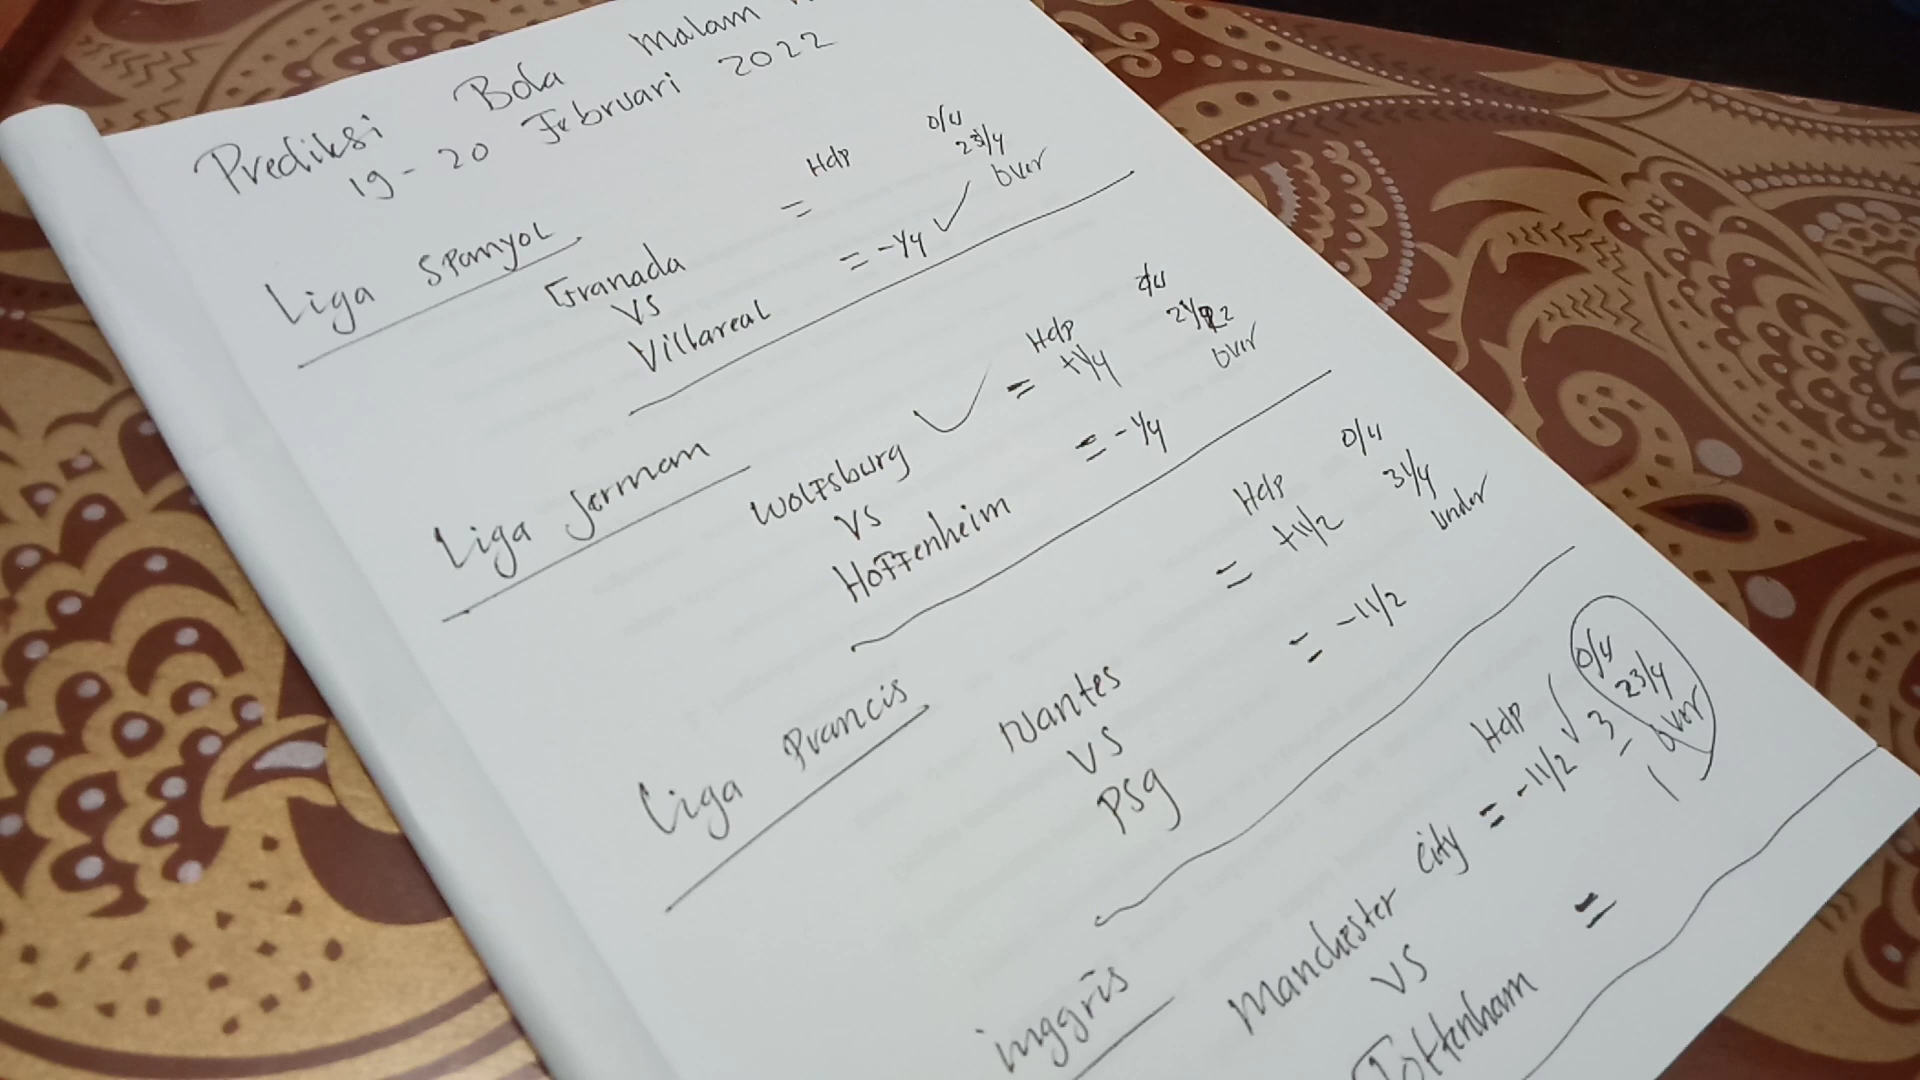 Prediksi Bola Malam
19-20 Februari 2022
Liga Spanyol
Granada = Hdp o/u
VS 2 3/4
Villareal = -1/4 ✓ over
Liga Jerman
Wolfsburg ✓ = Hdp +1/4 o/u
VS
Hoffenheim = -1/4 over
Liga Prancis
Nantes = Hdp +1 1/2 o/u
VS 3 1/4
PSG = -1 1/2 under
inggris
Manchester City = Hdp -1 1/2 ✓ 3 - 1 o/u
VS 2 3/4
Tottenham = over